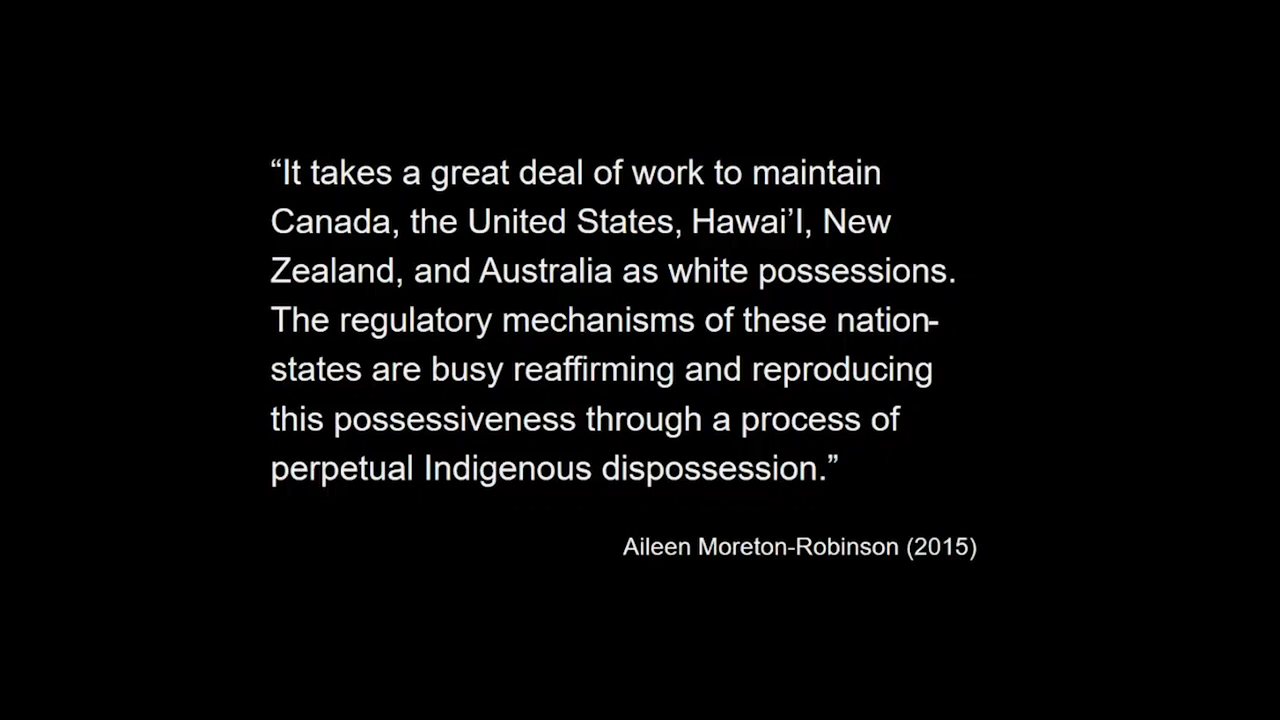 “It takes a great deal of work to maintain
Canada, the United States, Hawai’I, New
Zealand, and Australia as white possessions.
The regulatory mechanisms of these nation-
states are busy reaffirming and reproducing
this possessiveness through a process of
perpetual Indigenous dispossession.”
Aileen Moreton-Robinson (2015)